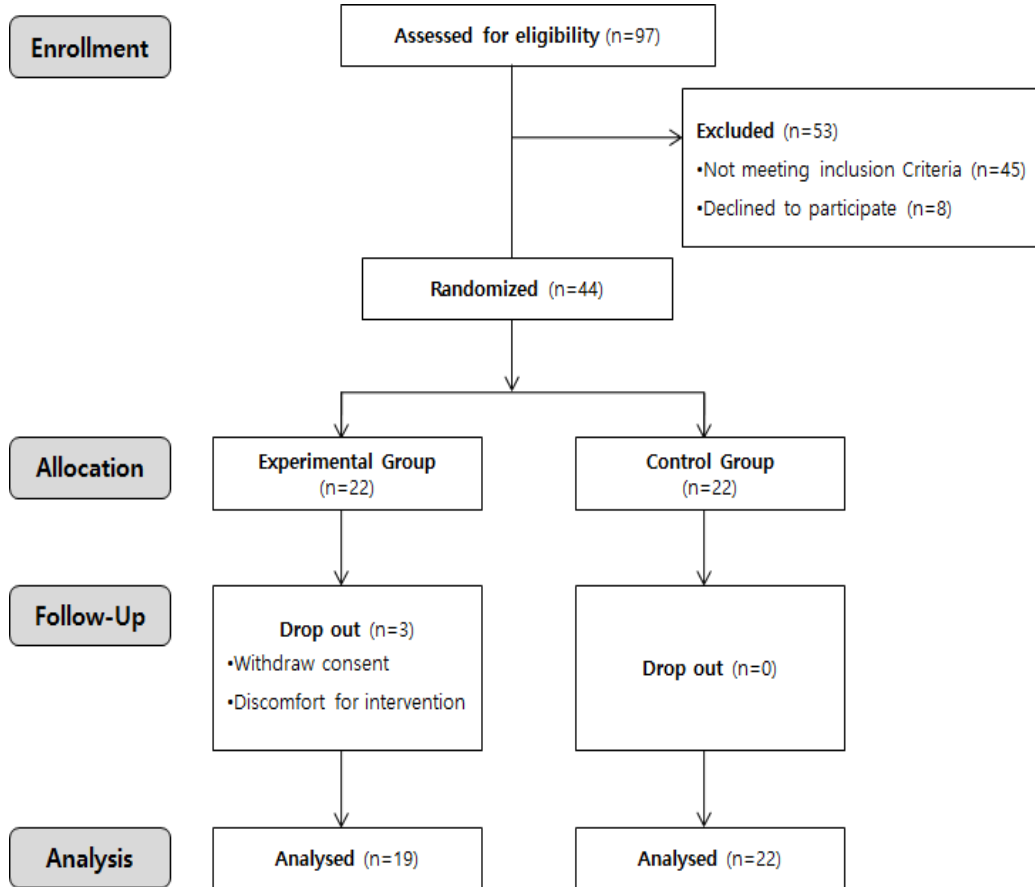 Enrollment
Assessed for eligibility (n=97)
Excluded (n=53)
•Not meeting inclusion Criteria (n=45)
•Declined to participate (n=8)
Randomized (n=44)
Allocation
Experimental Group
(n=22)
Control Group
(n=22)
Follow-Up
Drop out (n=3)
•Withdraw consent
•Discomfort for intervention
Drop out (n=0)
Analysis
Analysed (n=19)
Analysed (n=22)